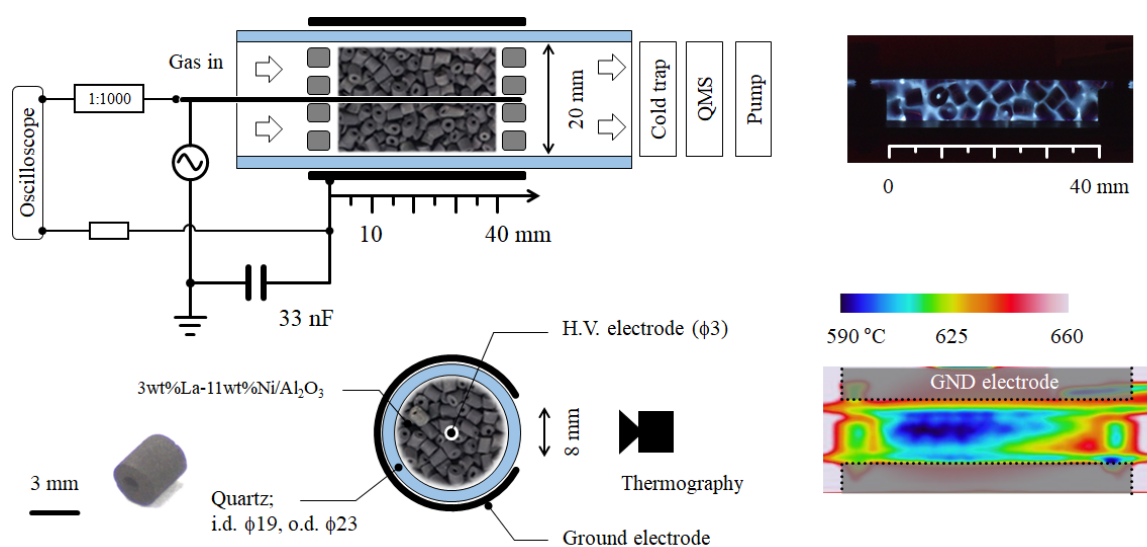 Gas in
1:1000
Oscilloscope
20 mm
Cold trap
QMS
Pump
10
40 mm
33 nF
0
40 mm
H.V. electrode (ϕ3)
3wt%La-11wt%Ni/Al₂O₃
8 mm
Thermography
3 mm
Quartz;
i.d. ϕ19, o.d. ϕ23
Ground electrode
590 °C
625
660
GND electrode